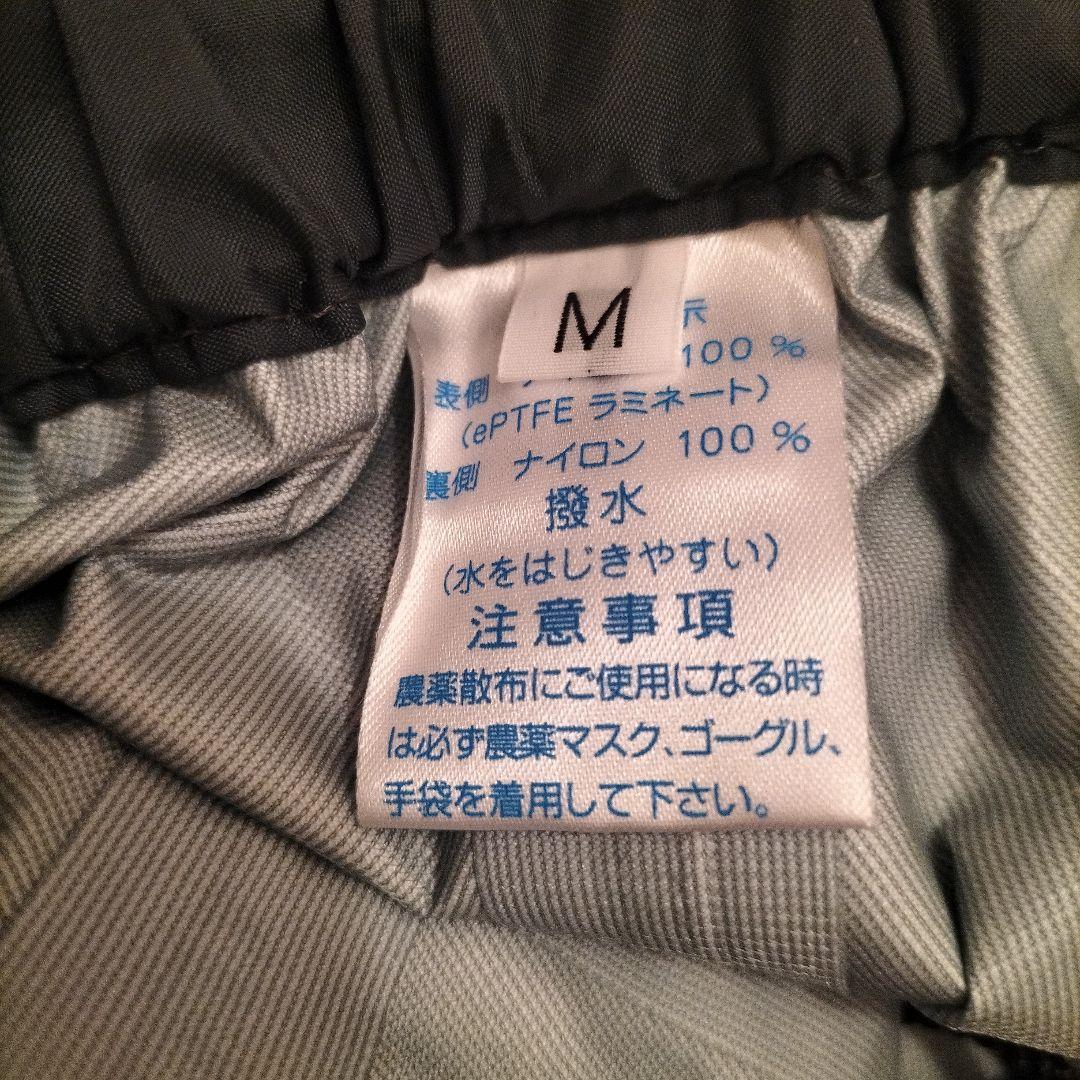 M
示
表側 100 %
(ePTFE ラミネート)
裏側 ナイロン 100 %
撥水
(水をはじきやすい)
注意事項
農薬散布にご使用になる時
は必ず農薬マスク、ゴーグル、
手袋を着用して下さい。